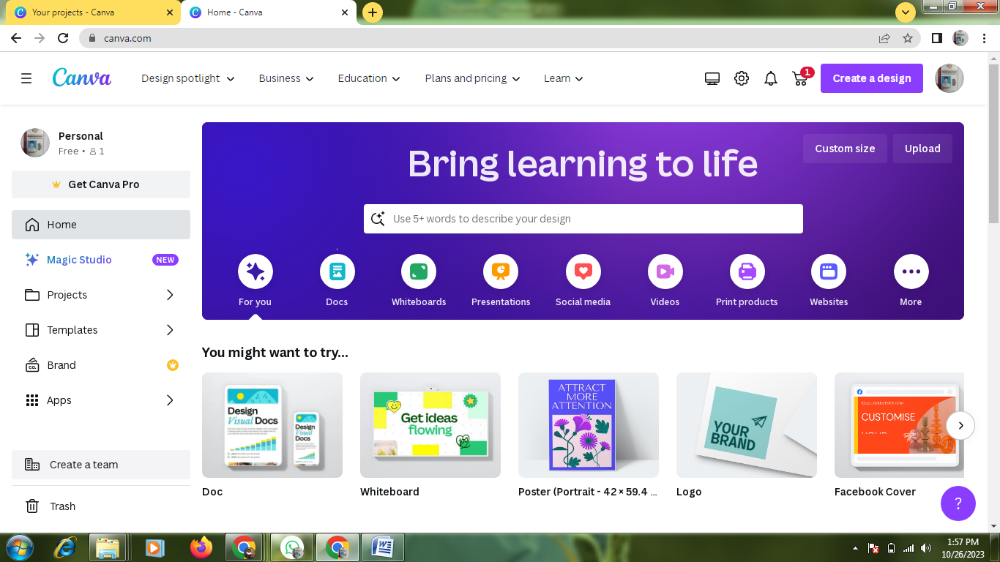 Your projects - Canva
Home - Canva
canva.com
Canva
Design spotlight
Business
Education
Plans and pricing
Learn
1
Create a design
Personal
Free • 1
Get Canva Pro
Home
Magic Studio
NEW
Projects
Templates
Brand
Apps
Create a team
Trash
Custom size
Upload
Bring learning to life
Use 5+ words to describe your design
For you
Docs
Whiteboards
Presentations
Social media
Videos
Print products
Websites
More
You might want to try...
Design
Visual Docs
Design
Visual
Docs
Doc
Get ideas
flowing
Whiteboard
ATTRACT
MORE
ATTENTION
Poster (Portrait - 42 × 59.4 ...
YOUR
BRAND
Logo
REALLYGREATSITE.COM
CUSTOMISE
YOUR
Facebook Cover
?
1:57 PM
10/26/2023